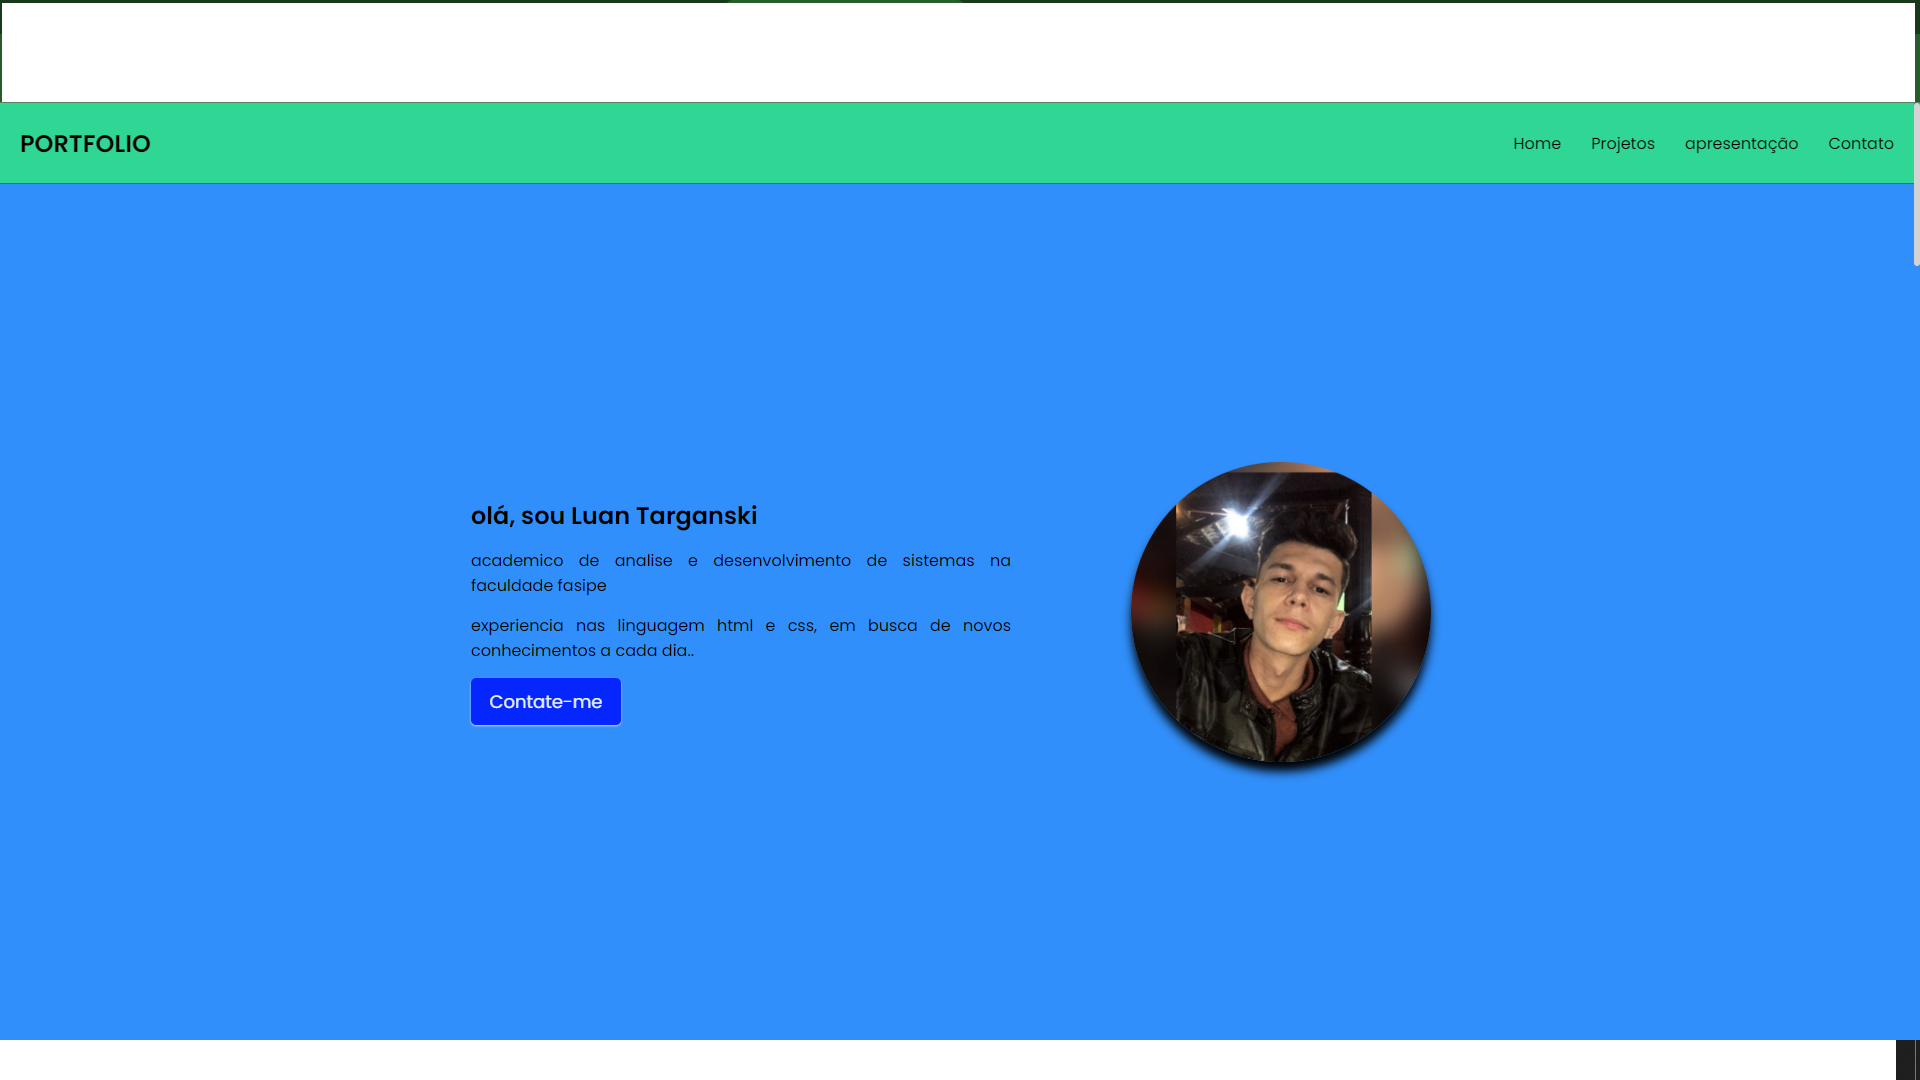 PORTFOLIO
Home Projetos apresentação Contato
olá, sou Luan Targanski
academico de analise e desenvolvimento de sistemas na
faculdade fasipe
experiencia nas linguagem html e css, em busca de novos
conhecimentos a cada dia..
Contate-me